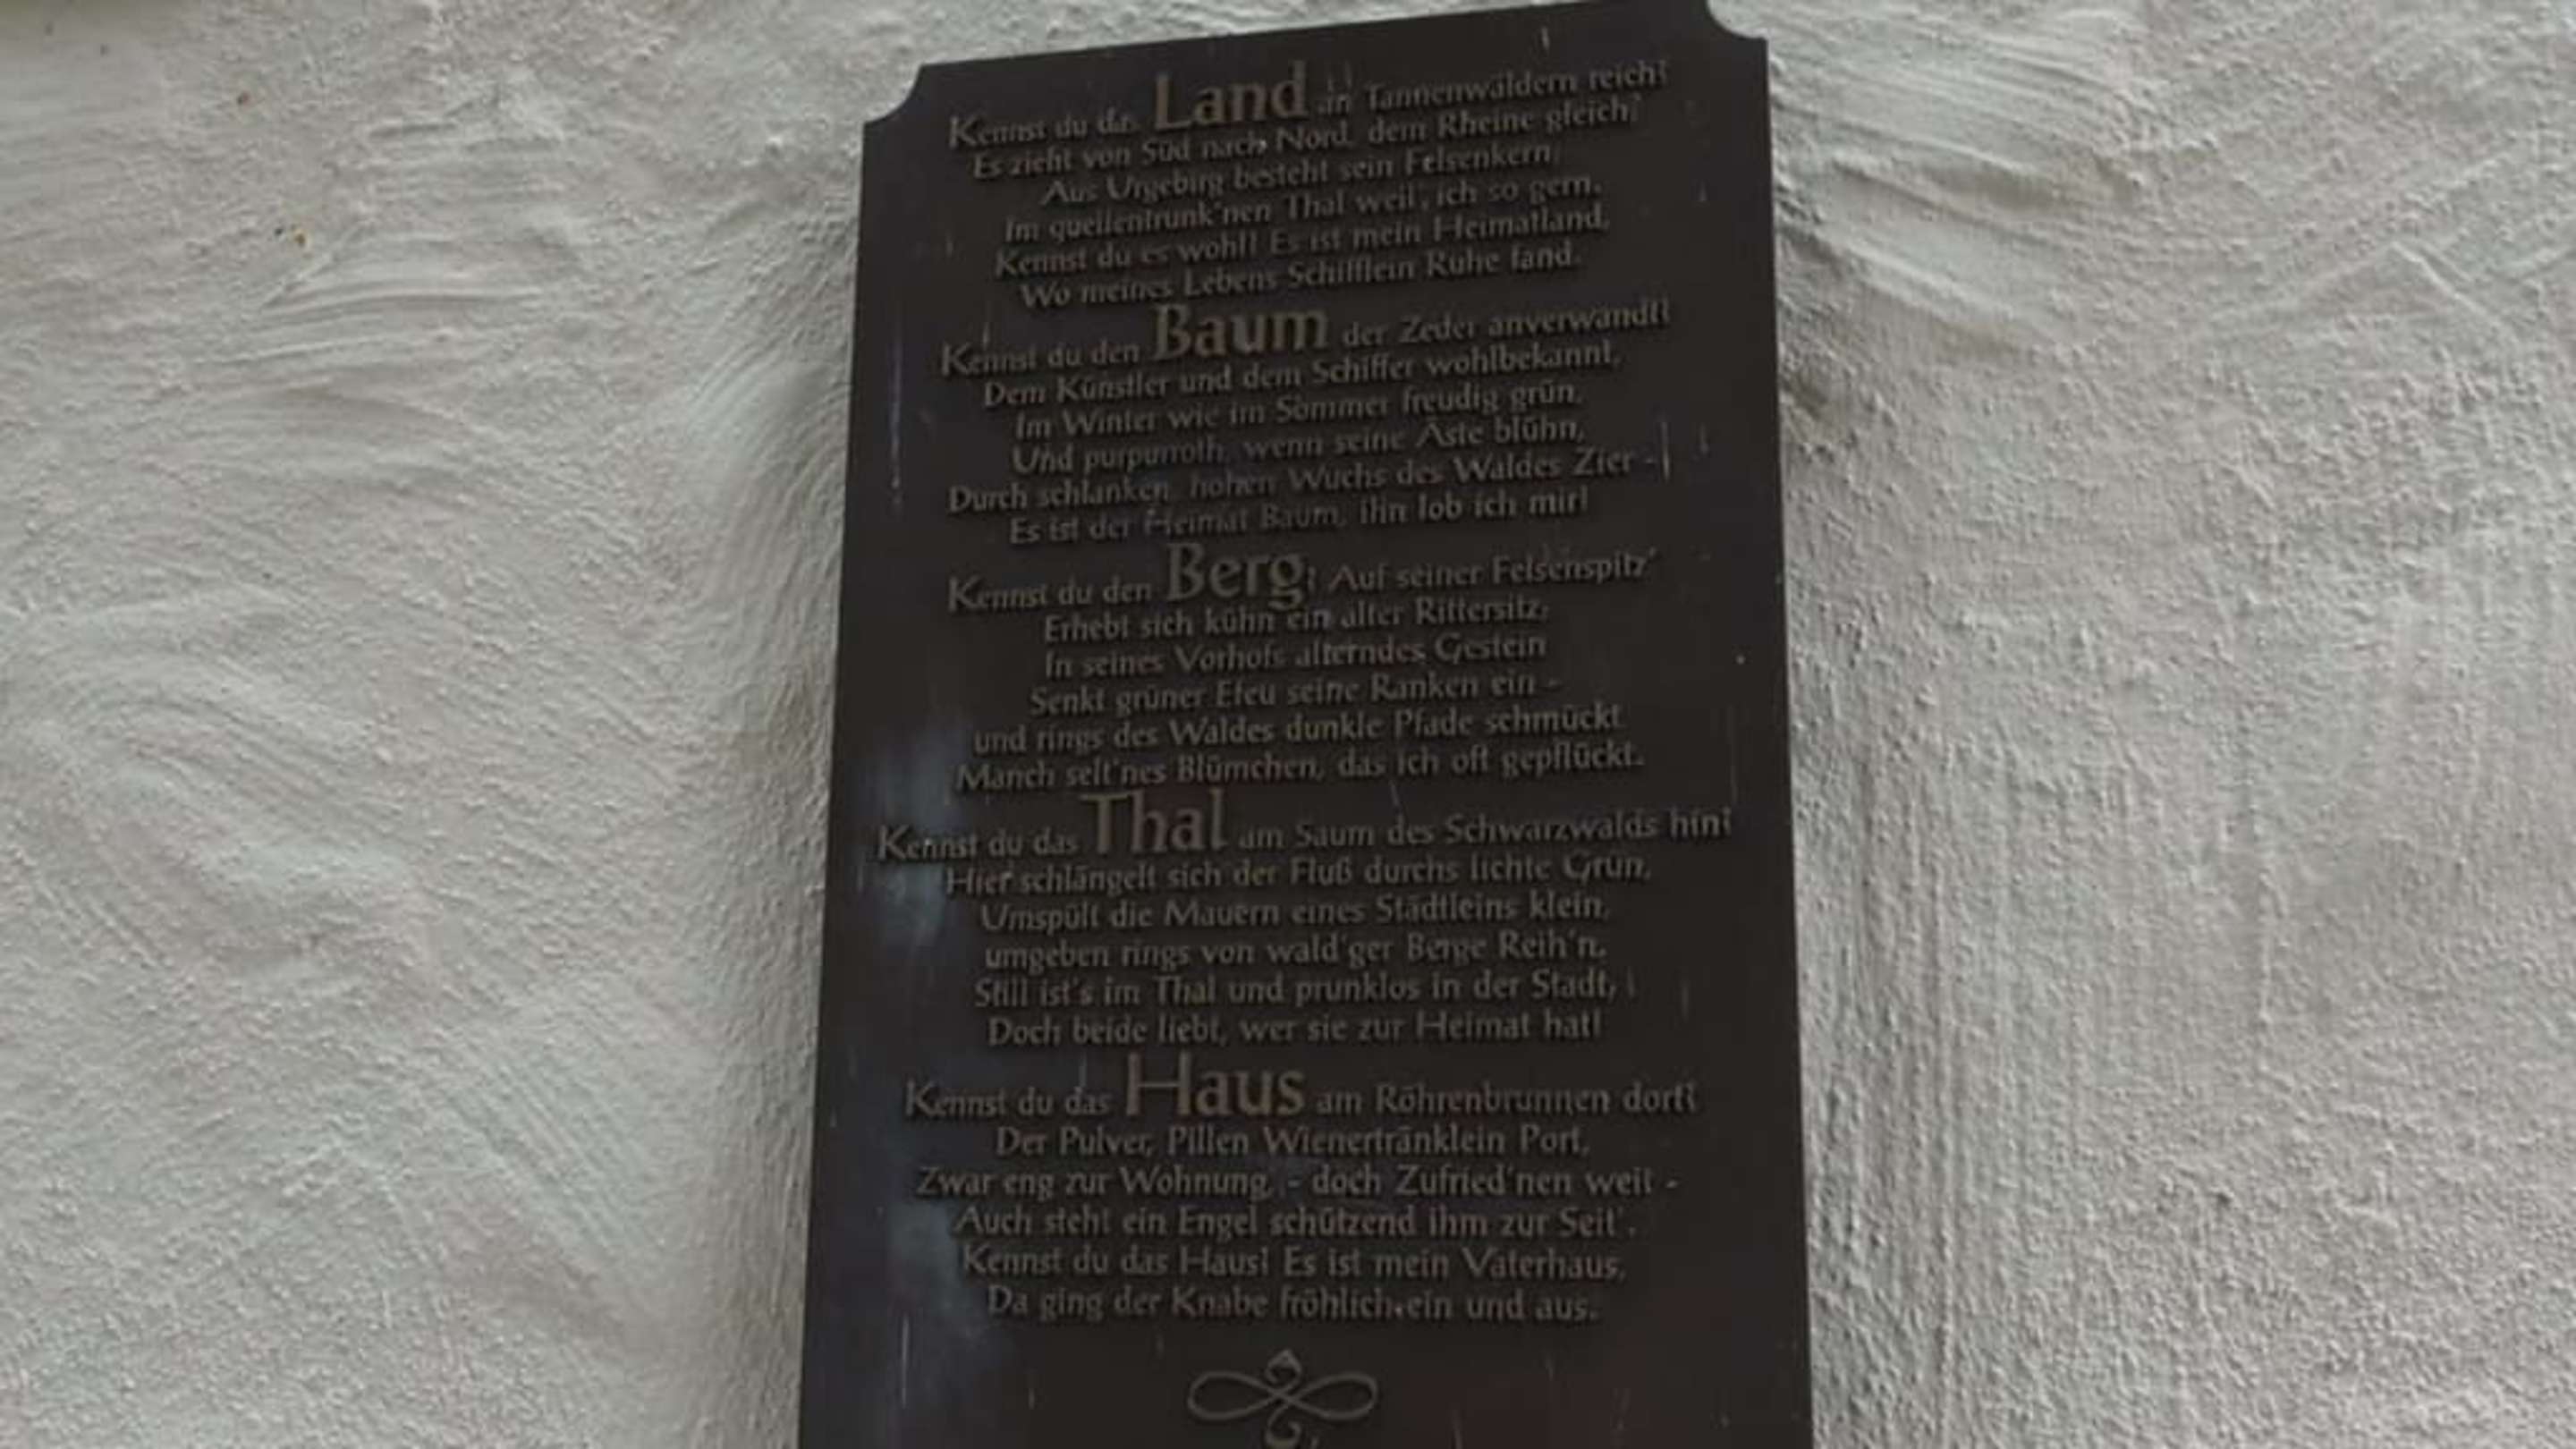 Kennst du das Land an Tannenwäldern reich?
Es zieht von Süd nach Nord, dem Rheine gleich;
Aus Urgebirg besteht sein Felsenkern;
Im quellentrunk'nen Thal weil' ich so gern.
Kennst du es wohl? Es ist mein Heimatland,
Wo meines Lebens Schifflein Ruhe fand.
Kennst du den Baum der Zeder anverwandt?
Dem Künstler und dem Schiffer wohlbekannt,
Im Winter wie im Sommer freudig grün,
Und purpurroth, wenn seine Äste blühn,
Durch schlanken, hohen Wuchs des Waldes Zier -
Es ist der Heimat Baum, ihn lob ich mir!
Kennst du den Berg? Auf seiner Felsenspitz'
Erhebt sich kühn ein alter Rittersitz;
In seines Vorhofs alterndes Gestein
Senkt grüner Efeu seine Ranken ein -
und rings des Waldes dunkle Pfade schmückt
Manch selt'nes Blümchen, das ich oft gepflückt.
Kennst du das Thal am Saum des Schwarzwalds hin?
Hier schlängelt sich der Fluß durchs lichte Grün,
Umspült die Mauern eines Städtleins klein,
umgeben rings von wald'ger Berge Reih'n.
Still ist's im Thal und prunklos in der Stadt,
Doch beide liebt, wer sie zur Heimat hat!
Kennst du das Haus am Röhrenbrunnen dort?
Der Pulver, Pillen Wienertränklein Port,
Zwar eng zur Wohnung, - doch Zufried'nen weit -
Auch steht ein Engel schützend ihm zur Seit'.
Kennst du das Haus? Es ist mein Vaterhaus,
Da ging der Knabe fröhlich ein und aus.